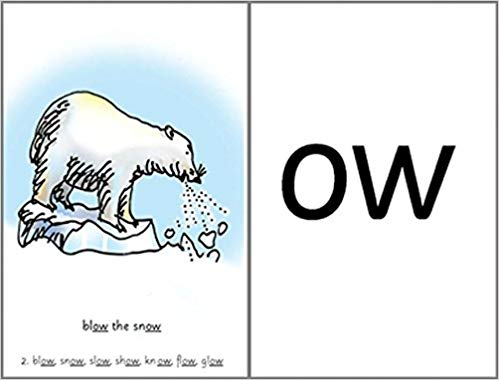 blow the snow
2. blow, snow, slow, show, know, flow, glow
ow